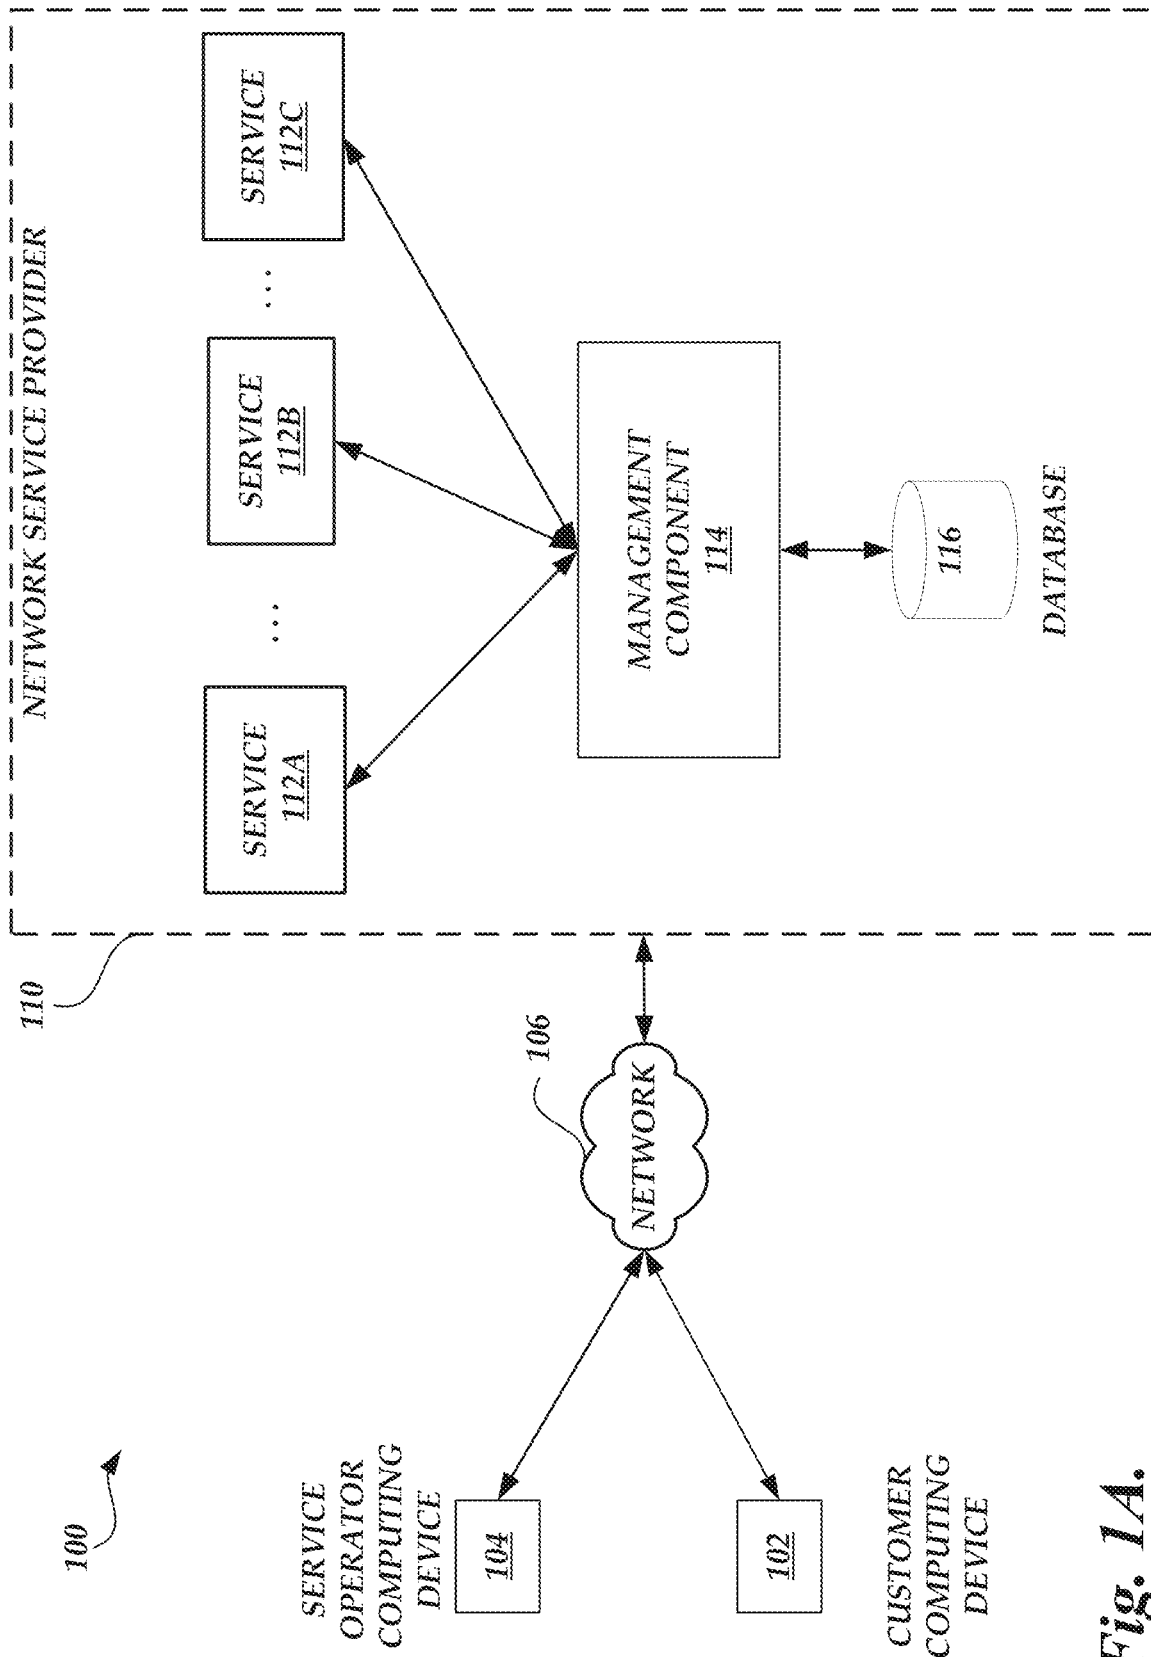 100
110
NETWORK SERVICE PROVIDER
SERVICE
112A
...
SERVICE
112B
...
SERVICE
112C
SERVICE
OPERATOR
COMPUTING
DEVICE
104
106
NETWORK
MANAGEMENT
COMPONENT
114
102
116
CUSTOMER
COMPUTING
DEVICE
DATABASE
Fig. 1A.